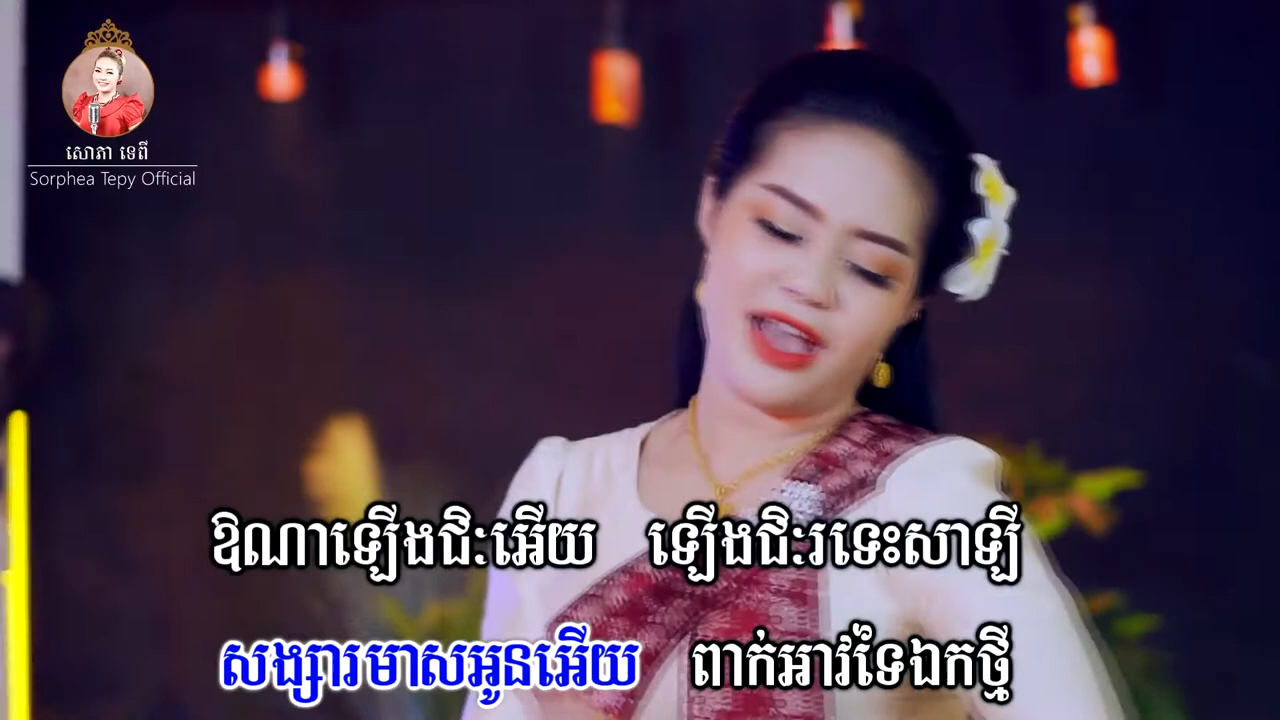 សោភា ទេពី
Sorphea Tepy Official
ឱណាឡើងជិះអើយ ឡើងជិះរទេះសាឡី
សង្សារមាសអូនអើយ ពាក់អាវទៃឯកថ្មី